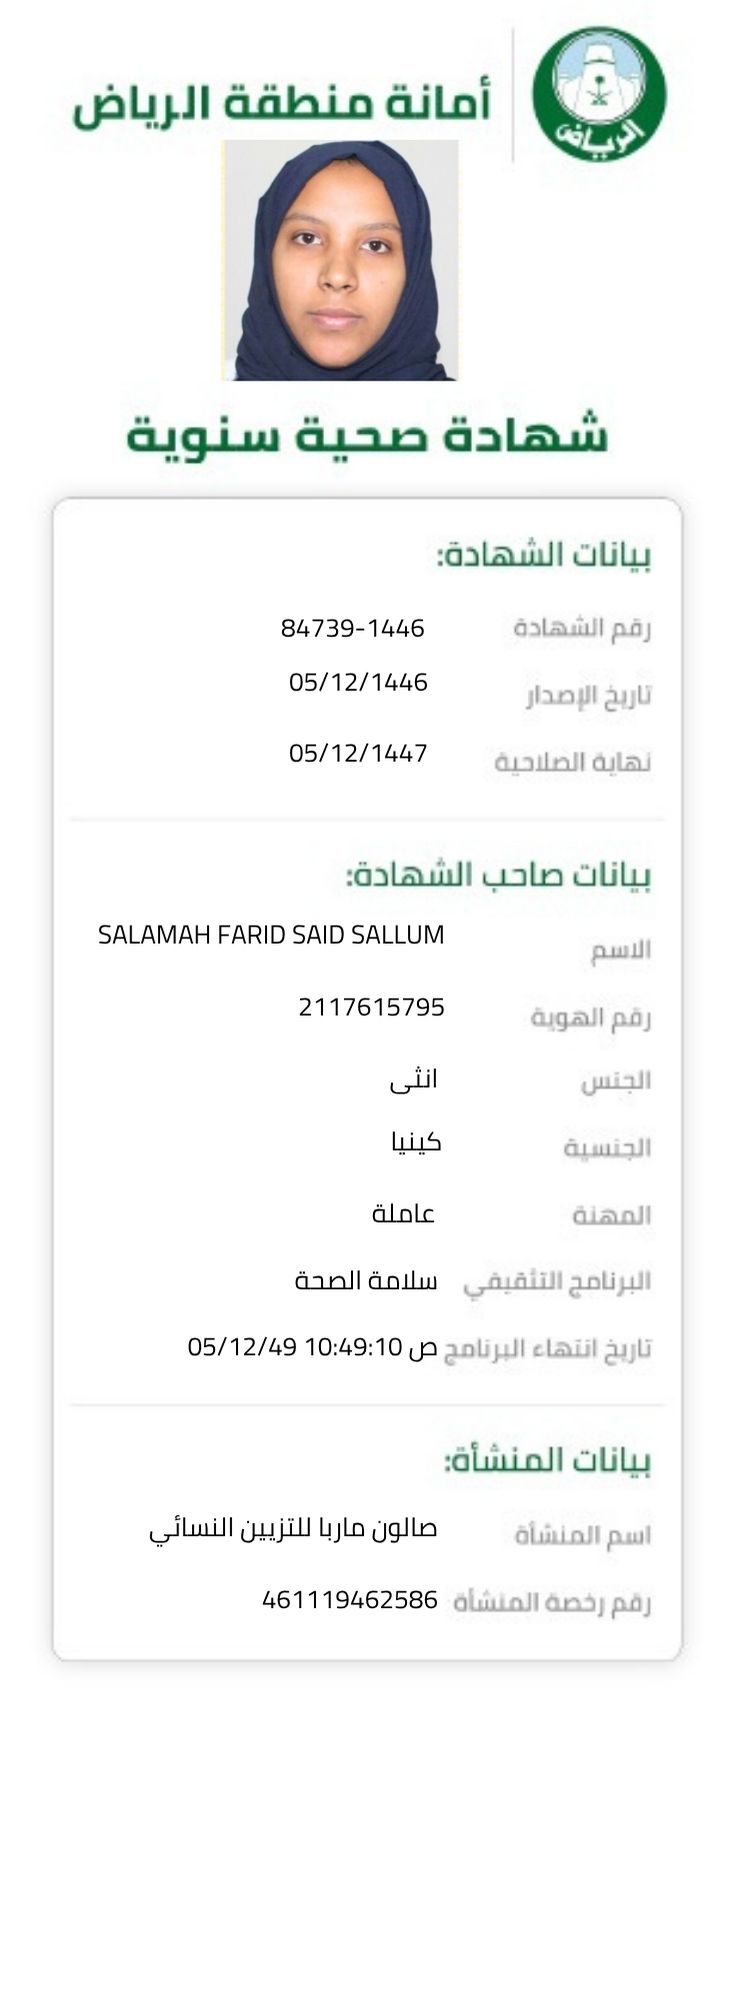 أمانة منطقة الرياض
الرياض
شهادة صحية سنوية
بيانات الشهادة:
رقم الشهادة 84739-1446
تاريخ الإصدار 05/12/1446
نهاية الصلاحية 05/12/1447
بيانات صاحب الشهادة:
الاسم SALAMAH FARID SAID SALLUM
رقم الهوية 2117615795
الجنس انثى
الجنسية كينيا
المهنة عاملة
البرنامج التثقيفي سلامة الصحة
تاريخ انتهاء البرنامج ص 10:49:10 05/12/49
بيانات المنشأة:
اسم المنشأة صالون ماربا للتزيين النسائي
رقم رخصة المنشأة 461119462586